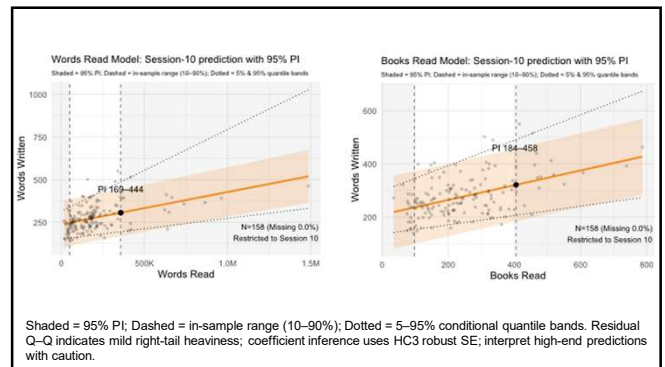 Words Read Model: Session-10 prediction with 95% PI
Shaded = 95% PI; Dashed = in-sample range (10–90%); Dotted = 5% & 95% quantile bands
1000
750
500
250
Words Written
PI 169–444
N=158 (Missing 0.0%)
Restricted to Session 10
0
500K
1.0M
1.5M
Words Read
Books Read Model: Session-10 prediction with 95% PI
Shaded = 95% PI; Dashed = in-sample range (10–90%); Dotted = 5% & 95% quantile bands
600
400
200
Words Written
PI 184–458
N=158 (Missing 0.0%)
Restricted to Session 10
0
200
400
600
800
Books Read
Shaded = 95% PI; Dashed = in-sample range (10–90%); Dotted = 5–95% conditional quantile bands. Residual
Q–Q indicates mild right-tail heaviness; coefficient inference uses HC3 robust SE; interpret high-end predictions
with caution.